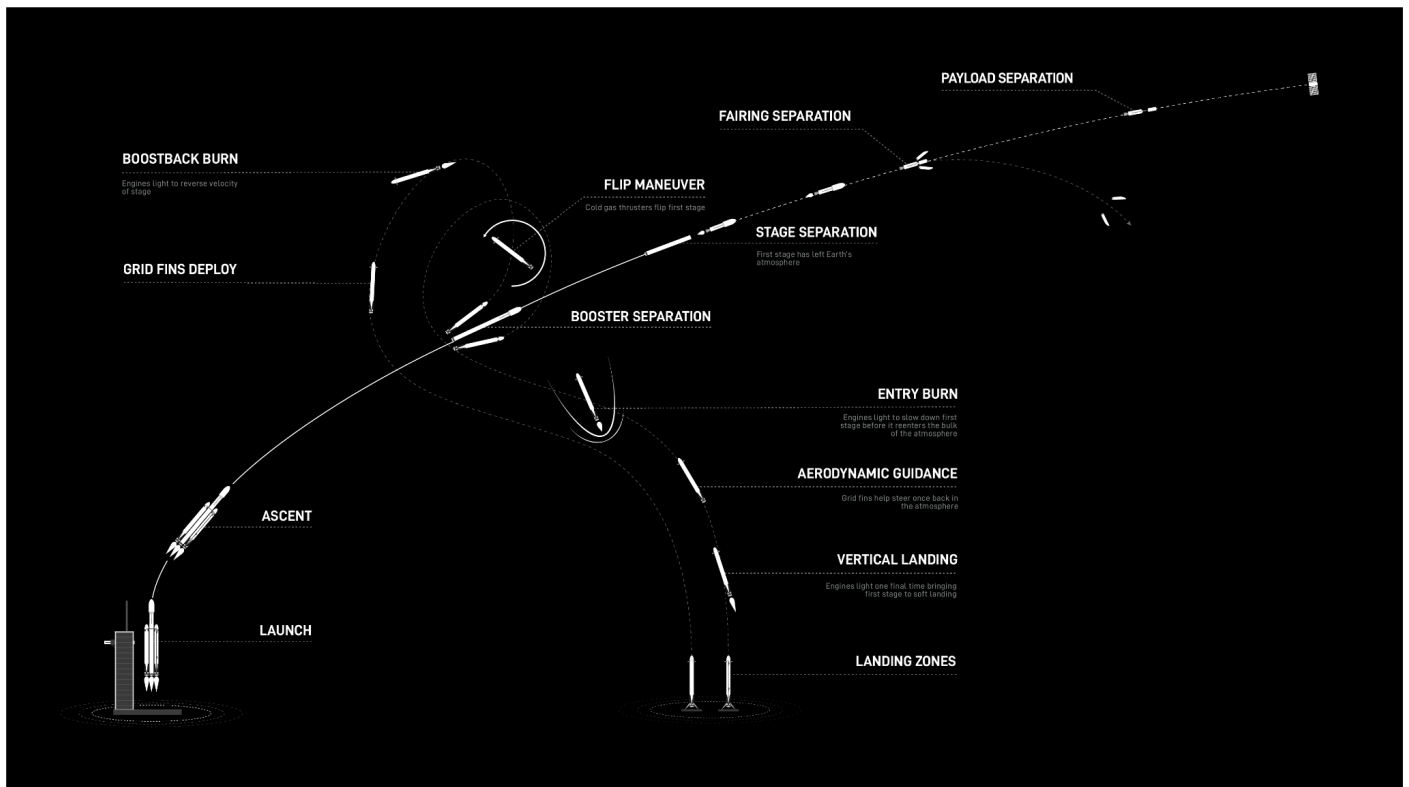 PAYLOAD SEPARATION
FAIRING SEPARATION
BOOSTBACK BURN
Engines light to reverse velocity
of stage
FLIP MANEUVER
Cold gas thrusters flip first stage
STAGE SEPARATION
First stage has left Earth's
atmosphere
GRID FINS DEPLOY
BOOSTER SEPARATION
ENTRY BURN
Engines light to slow down first
stage before it reenters the bulk
of the atmosphere
AERODYNAMIC GUIDANCE
Grid fins help steer once back in
the atmosphere
ASCENT
VERTICAL LANDING
Engines light one final time bringing
first stage to soft landing
LAUNCH
LANDING ZONES